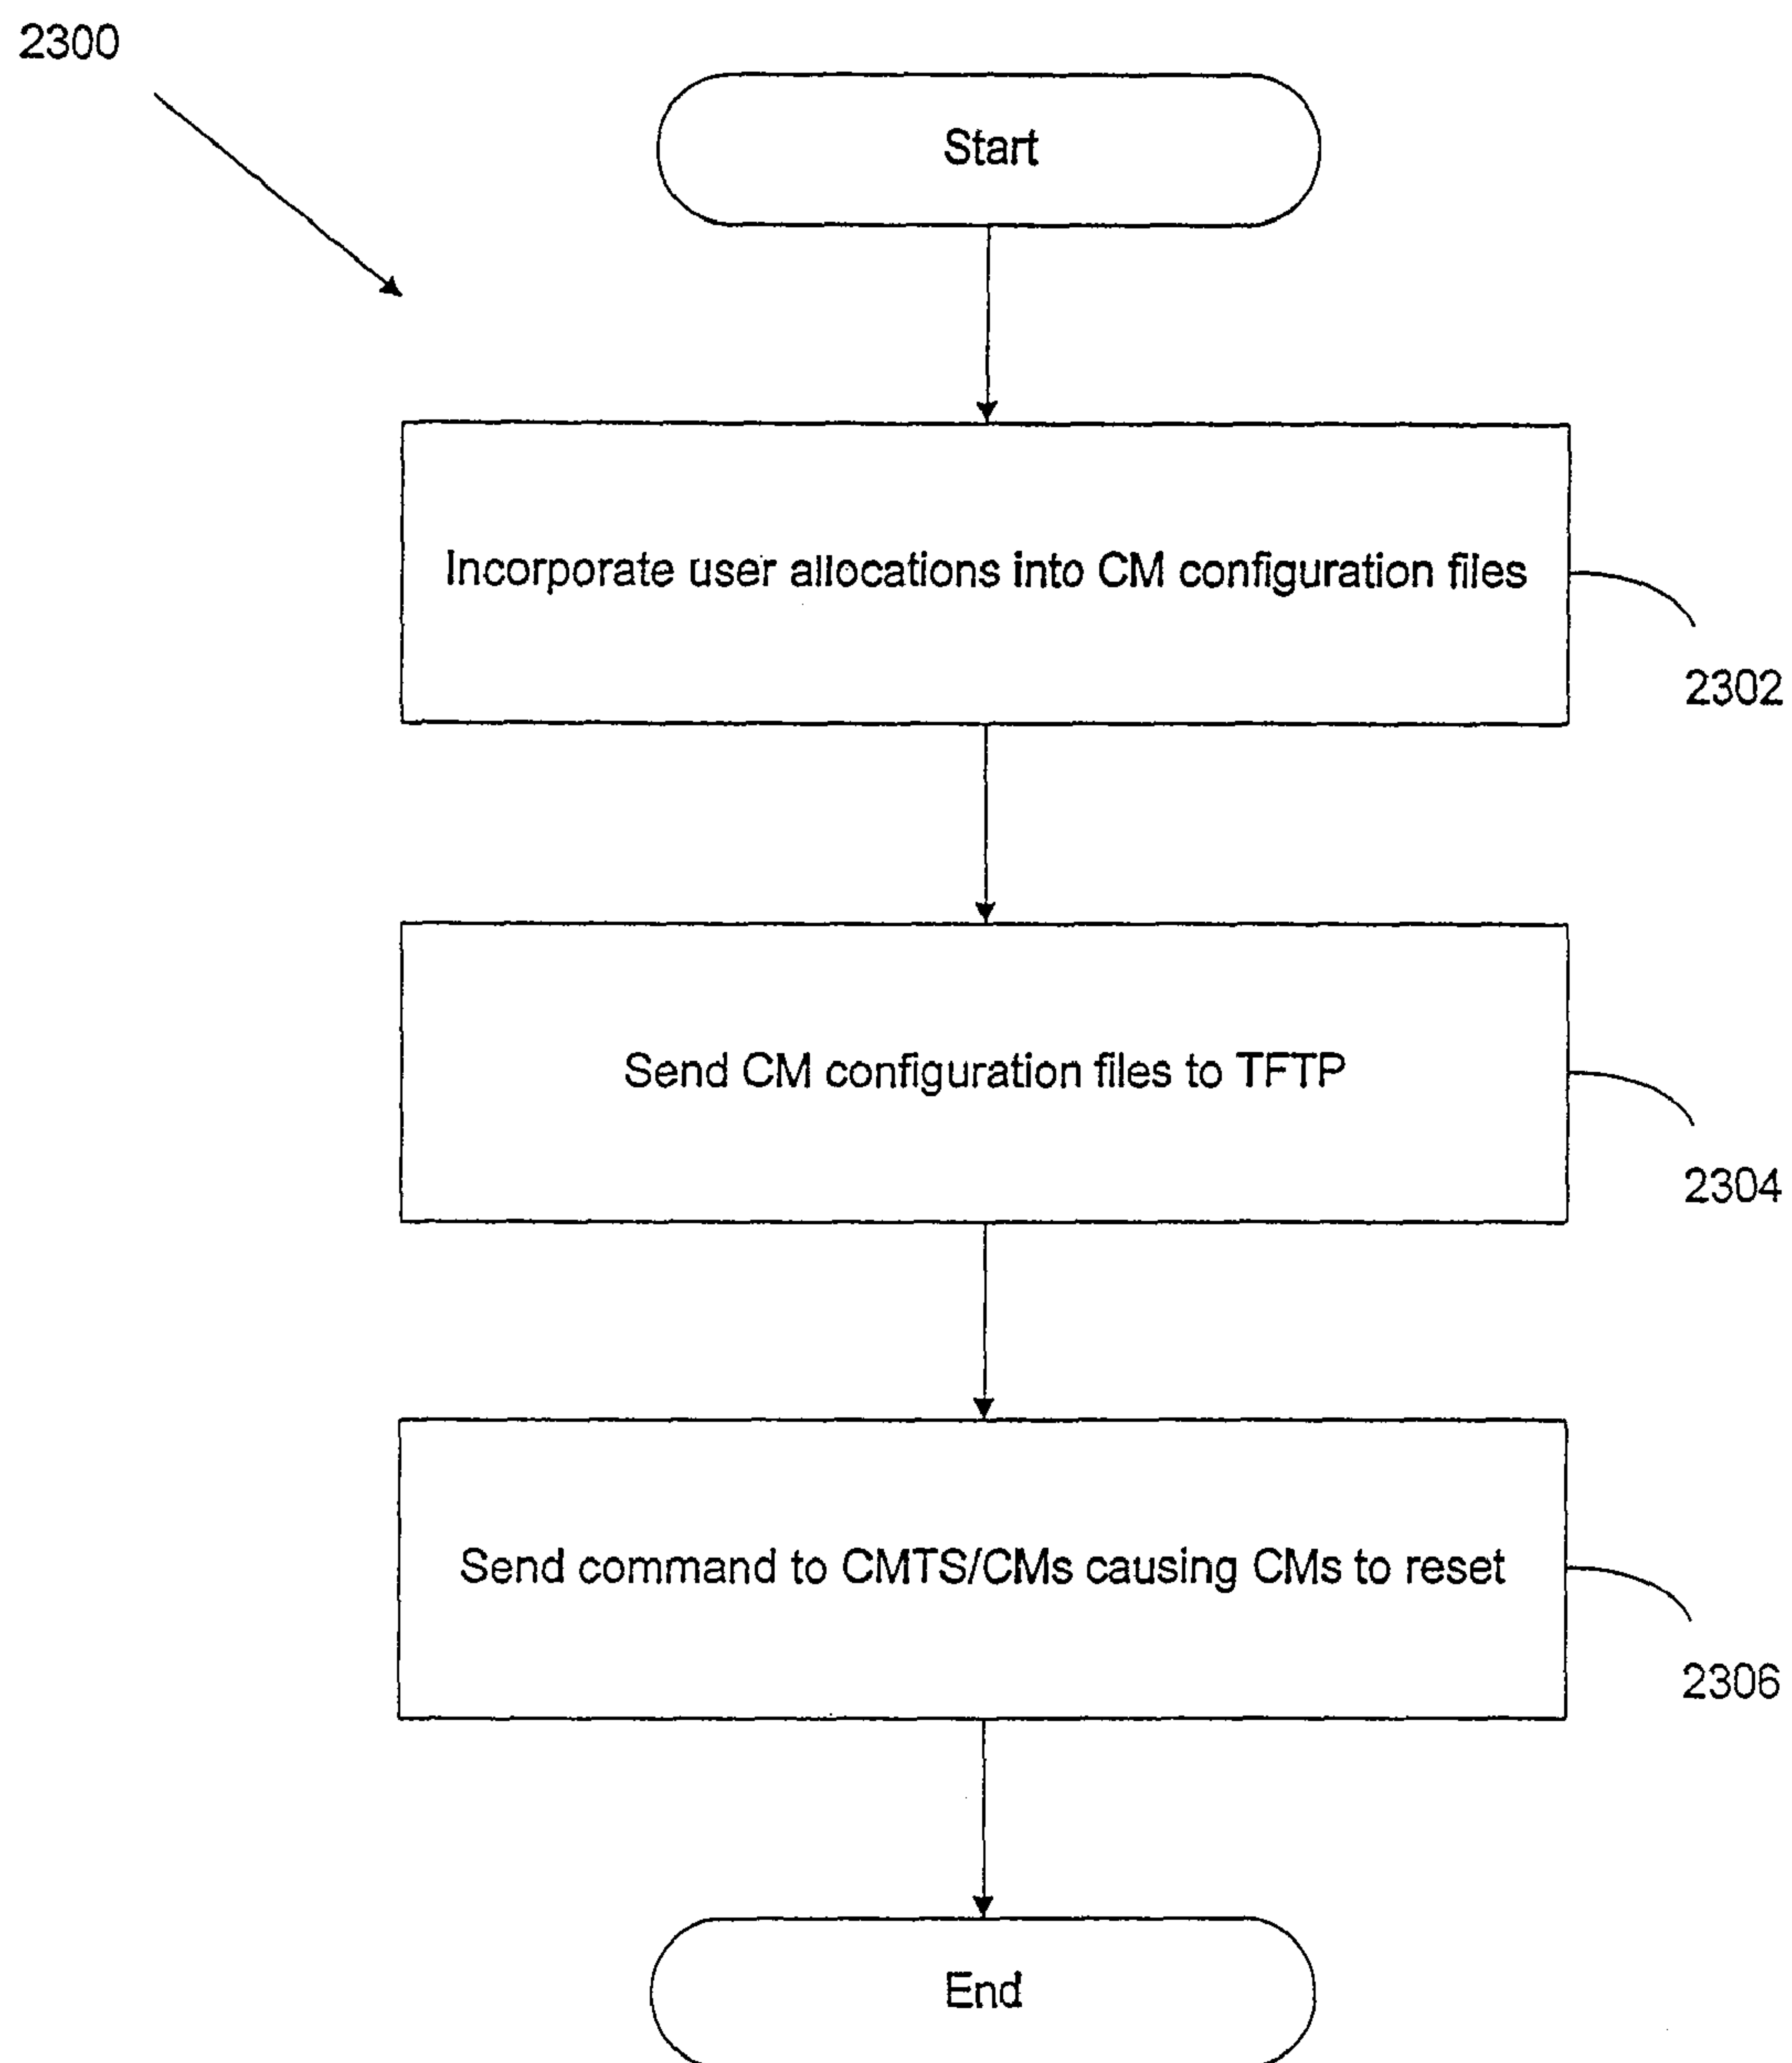 2300
Start
Incorporate user allocations into CM configuration files
2302
Send CM configuration files to TFTP
2304
Send command to CMTS/CMs causing CMs to reset
2306
End